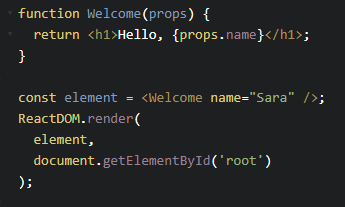 function Welcome(props) {
  return <h1>Hello, {props.name}</h1>;
}

const element = <Welcome name="Sara" />;
ReactDOM.render(
  element,
  document.getElementById('root')
);